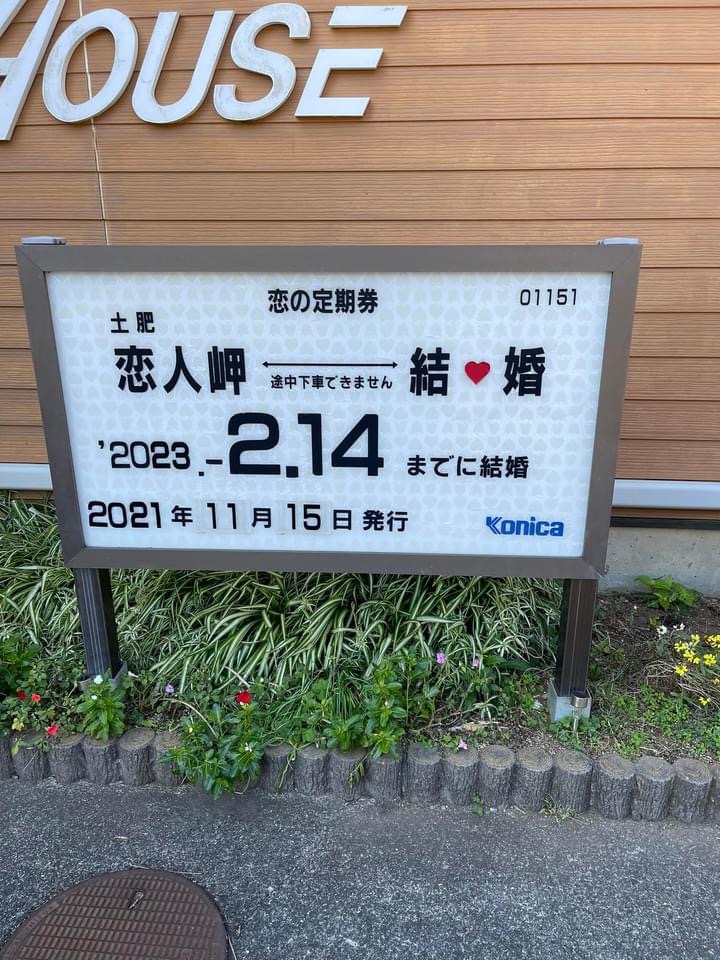 HOUSE
恋の定期券 01151
土肥
恋人岬 ⟷ 結♥婚
途中下車できません
'2023.-2.14 までに結婚
2021年 11月 15日 発行 Konica